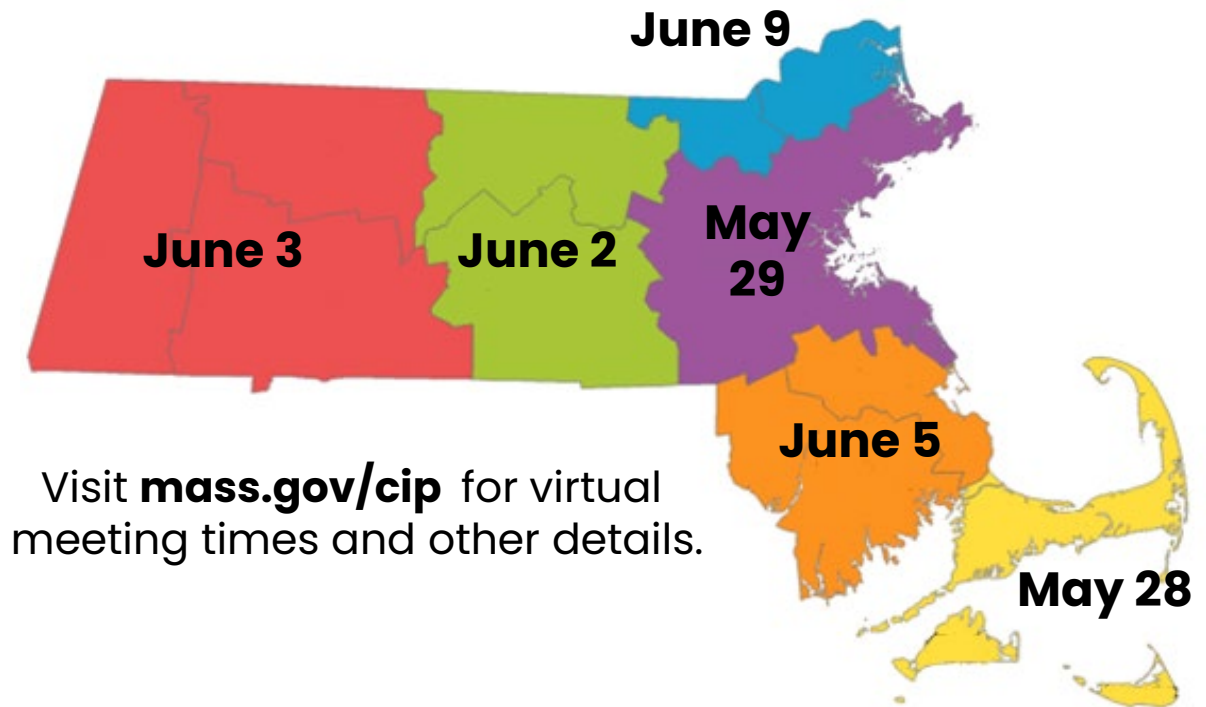 June 9
June 3
June 2
May
29
June 5
Visit mass.gov/cip for virtual
meeting times and other details.
May 28